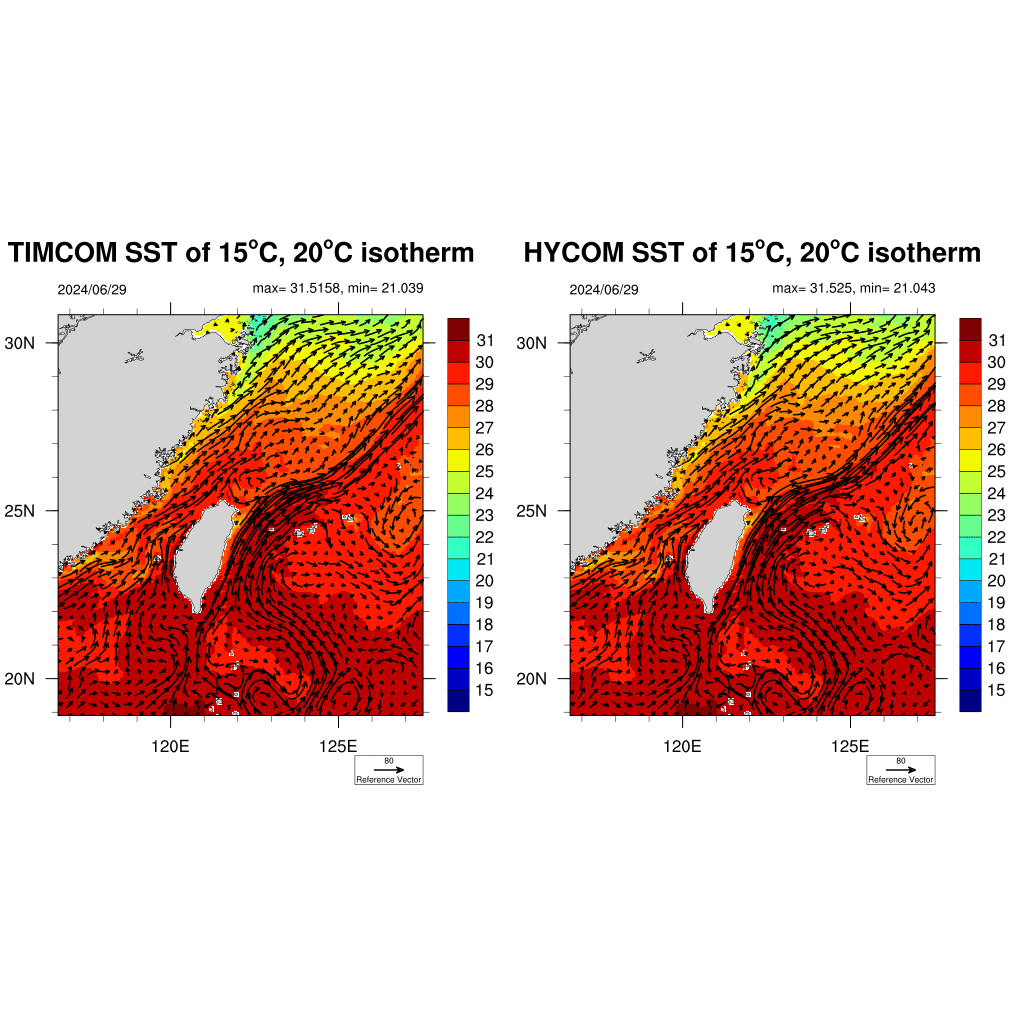 TIMCOM SST of 15°C, 20°C isotherm
2024/06/29
max= 31.5158, min= 21.039
30N
25N
20N
120E
125E
31
30
29
28
27
26
25
24
23
22
21
20
19
18
17
16
15
80
Reference Vector
HYCOM SST of 15°C, 20°C isotherm
2024/06/29
max= 31.525, min= 21.043
30N
25N
20N
120E
125E
31
30
29
28
27
26
25
24
23
22
21
20
19
18
17
16
15
80
Reference Vector